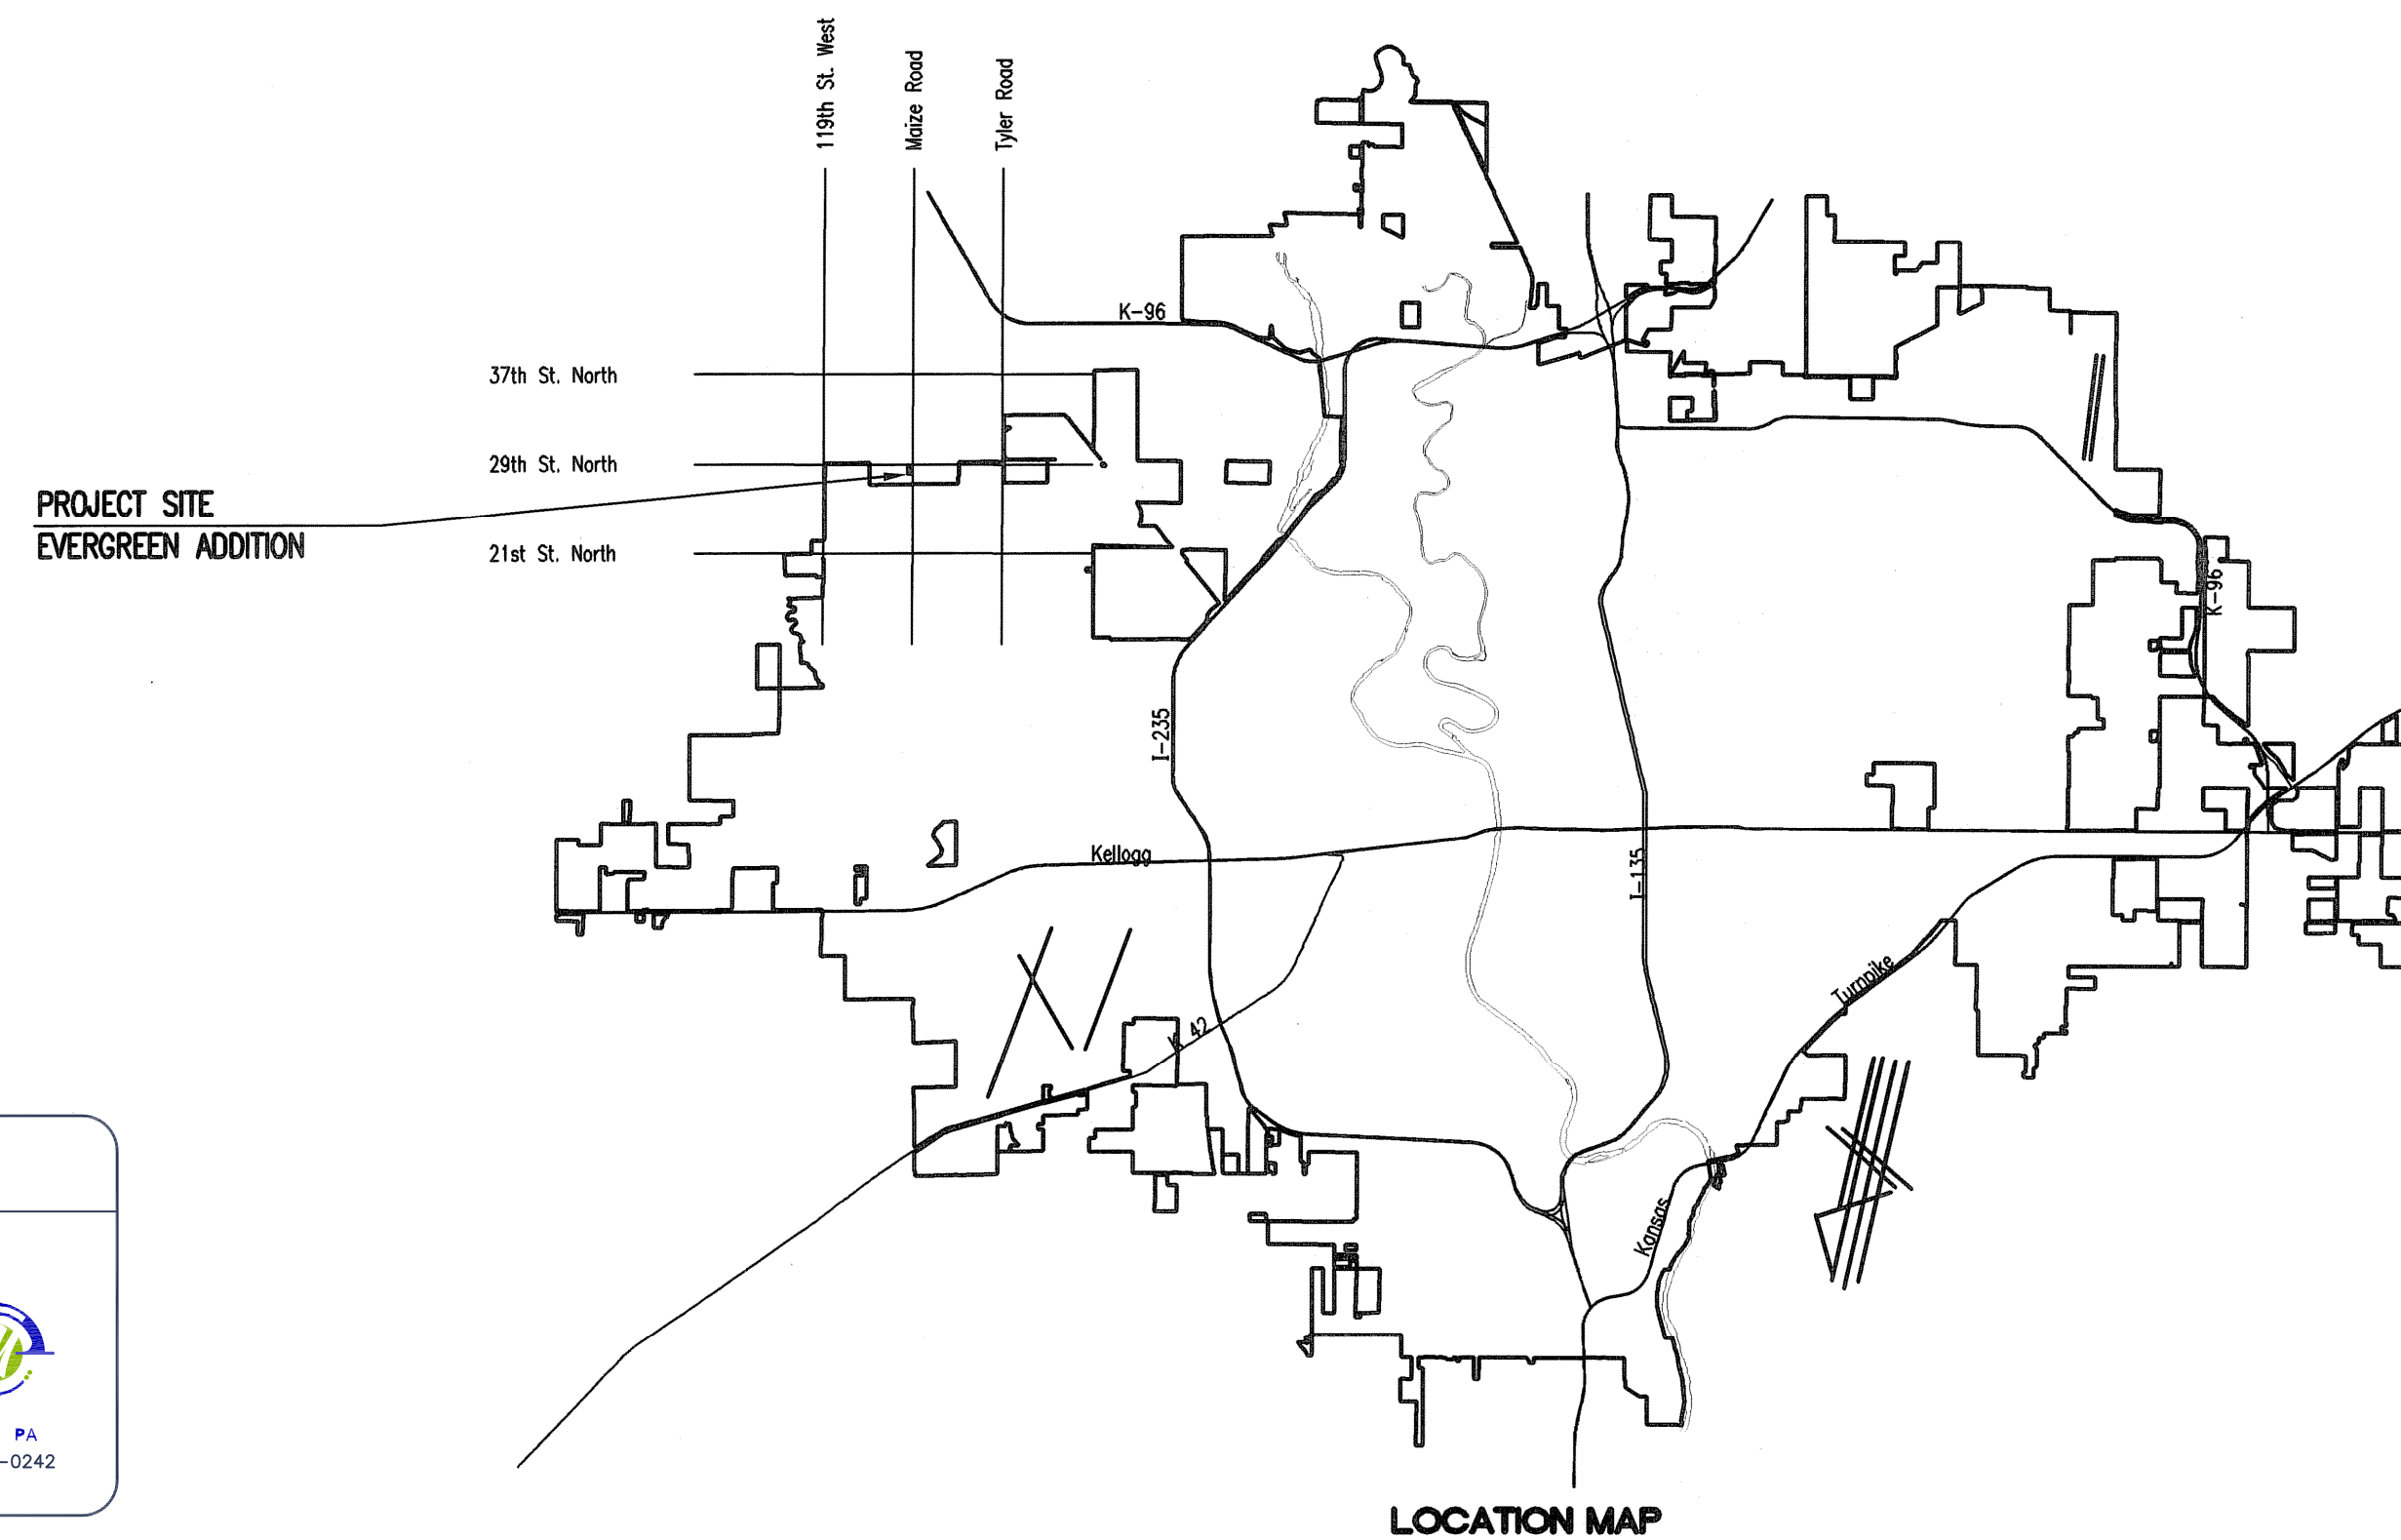 119th St. West
Maize Road
Tyler Road
K-96
37th St. North
29th St. North
21st St. North
PROJECT SITE
EVERGREEN ADDITION
K-96
I-235
Kellogg
I-135
Turnpike
K 42
Kansas
PA
-0242
LOCATION MAP